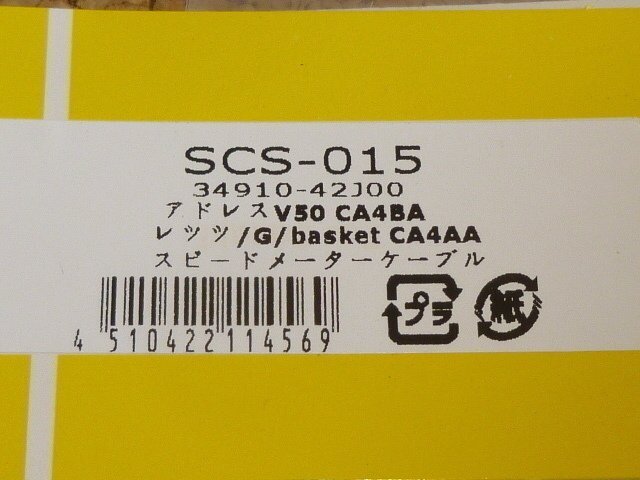 SCS-015
34910-42J00
アドレスV50 CA4BA
レッツ/G/basket CA4AA
スピードメーターケーブル
4 510422 114569
プラ
紙